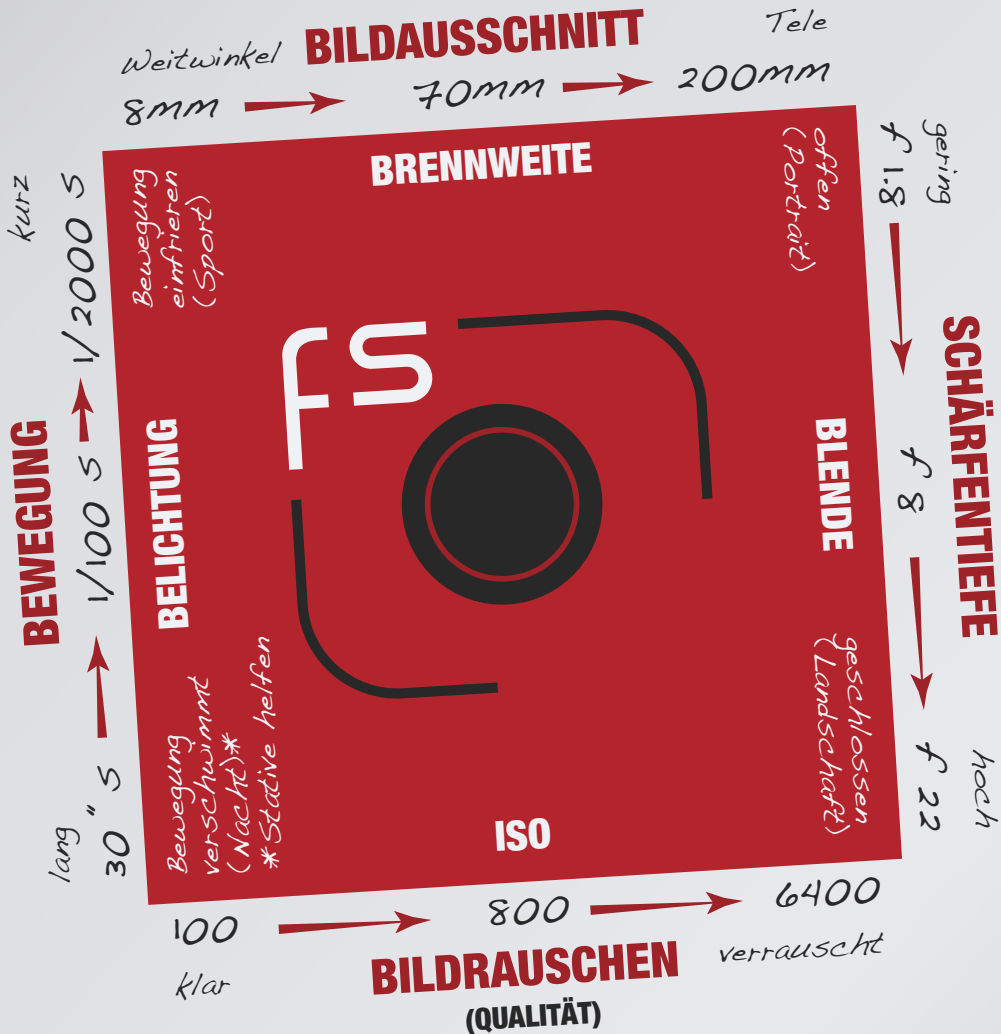 BILDAUSSCHNITT
Weitwinkel
Tele
8mm
70mm
200mm
BRENNWEITE
kurz
1/2000 s
1/100 s
30" s
lang
BEWEGUNG
BELICHTUNG
Bewegung
einfrieren
(Sport)
Bewegung
verschwimmt
(Nacht)*
*Stative helfen
fs
offen
(Portrait)
BLENDE
geschlossen
(Landschaft)
gering
f 1.8
f 8
f 22
hoch
SCHÄRFENTIEFE
ISO
100
800
6400
klar
verrauscht
BILDRAUSCHEN
(QUALITÄT)